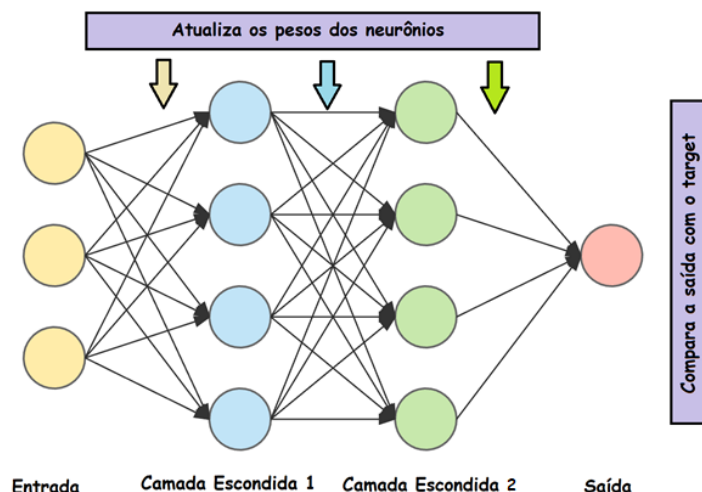 Atualiza os pesos dos neurônios
Compara a saída com o target
Entrada
Camada Escondida 1
Camada Escondida 2
Saída